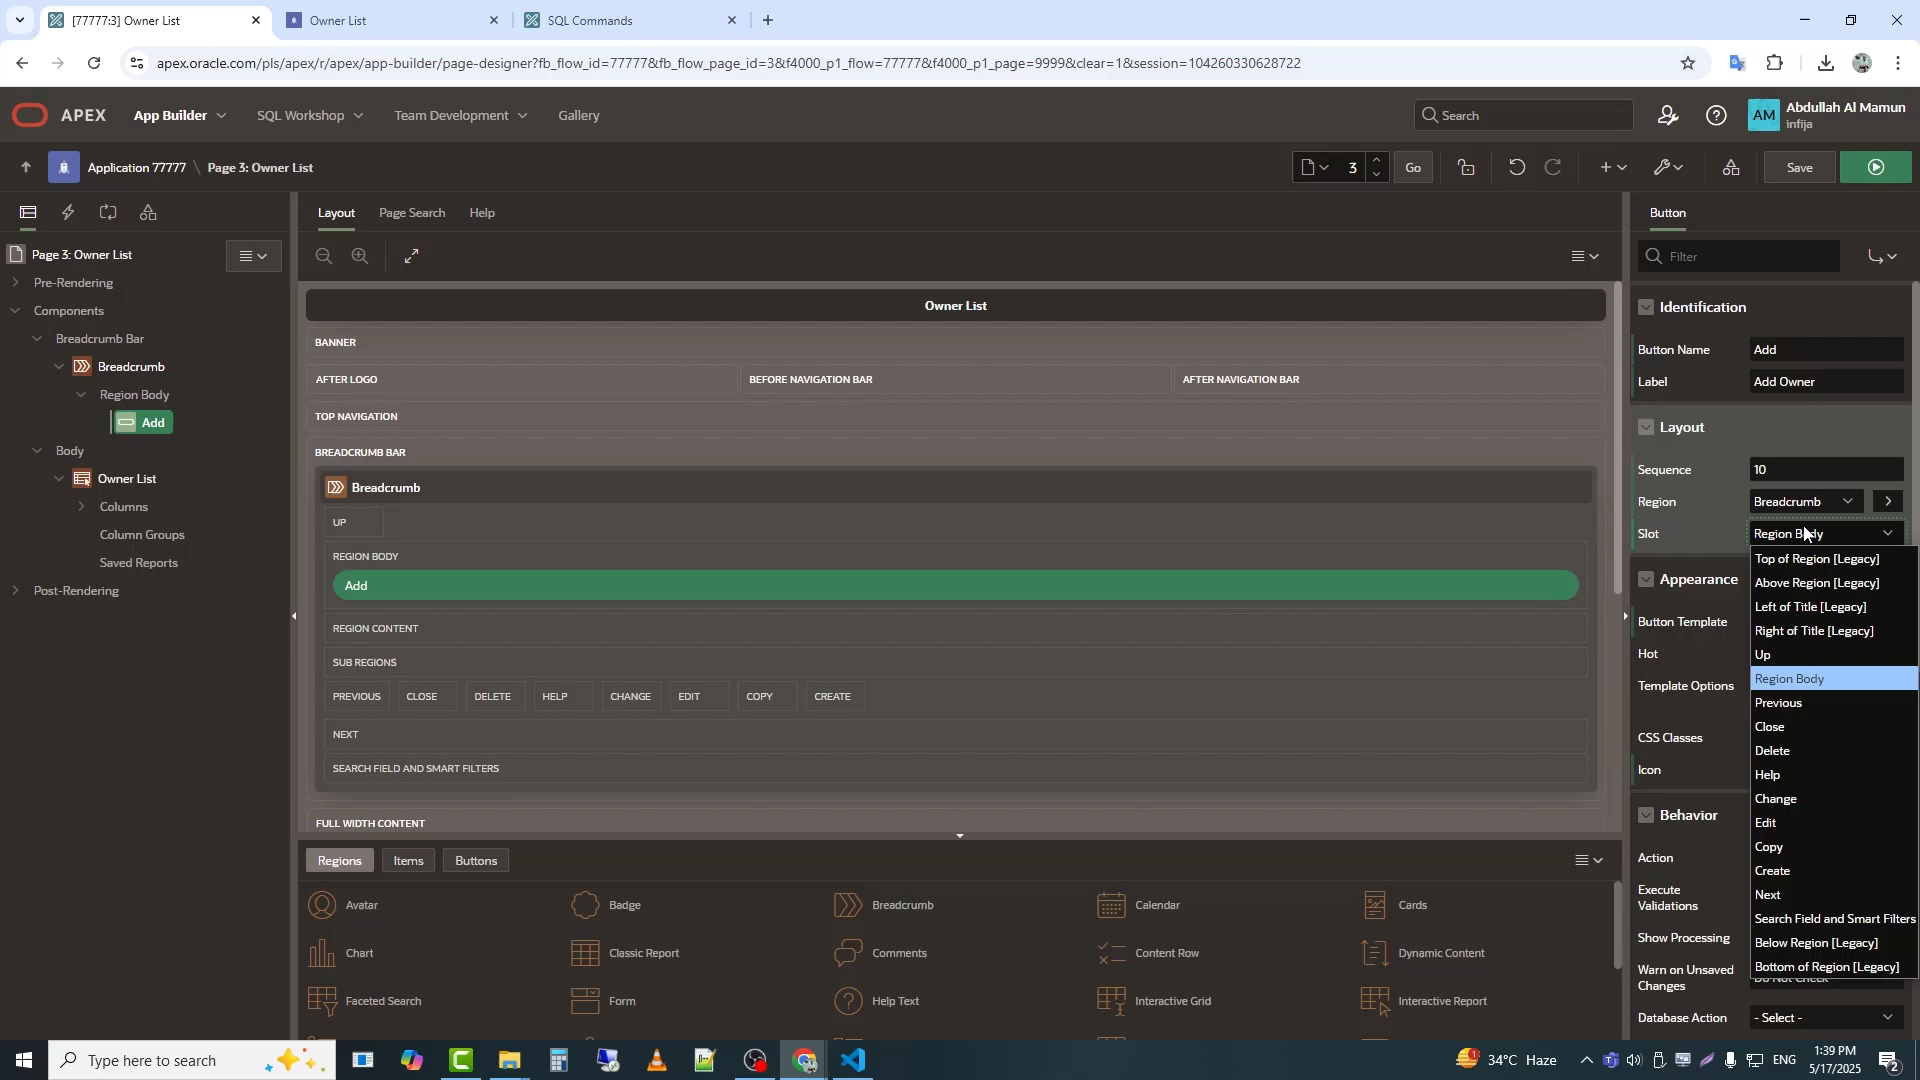 [77777:3] Owner List
Owner List
SQL Commands
apex.oracle.com/pls/apex/r/apex/app-builder/page-designer?fb_flow_id=77777&fb_flow_page_id=3&f4000_p1_flow=77777&f4000_p1_page=9999&clear=1&session=104260330628722
APEX
App Builder
SQL Workshop
Team Development
Gallery
Search
AM
Abdullah Al Mamun
infija
Application 77777 \ Page 3: Owner List
3
Go
Save
Layout
Page Search
Help
Button
Page 3: Owner List
Pre-Rendering
Components
Breadcrumb Bar
Breadcrumb
Region Body
Add
Body
Owner List
Columns
Column Groups
Saved Reports
Post-Rendering
Owner List
BANNER
AFTER LOGO
BEFORE NAVIGATION BAR
AFTER NAVIGATION BAR
TOP NAVIGATION
BREADCRUMB BAR
Breadcrumb
UP
REGION BODY
Add
REGION CONTENT
SUB REGIONS
PREVIOUS
CLOSE
DELETE
HELP
CHANGE
EDIT
COPY
CREATE
NEXT
SEARCH FIELD AND SMART FILTERS
FULL WIDTH CONTENT
Regions
Items
Buttons
Avatar
Badge
Breadcrumb
Calendar
Cards
Chart
Classic Report
Comments
Content Row
Dynamic Content
Faceted Search
Form
Help Text
Interactive Grid
Interactive Report
Filter
Identification
Button Name
Add
Label
Add Owner
Layout
Sequence
10
Region
Breadcrumb
Slot
Region Body
Top of Region [Legacy]
Above Region [Legacy]
Left of Title [Legacy]
Right of Title [Legacy]
Up
Region Body
Previous
Close
Delete
Help
Change
Edit
Copy
Create
Next
Search Field and Smart Filters
Below Region [Legacy]
Bottom of Region [Legacy]
Appearance
Button Template
Hot
Template Options
CSS Classes
Icon
Behavior
Action
Execute
Validations
Show Processing
Warn on Unsaved
Changes
Database Action
- Select -
Type here to search
34°C Haze
ENG
1:39 PM
5/17/2025
2